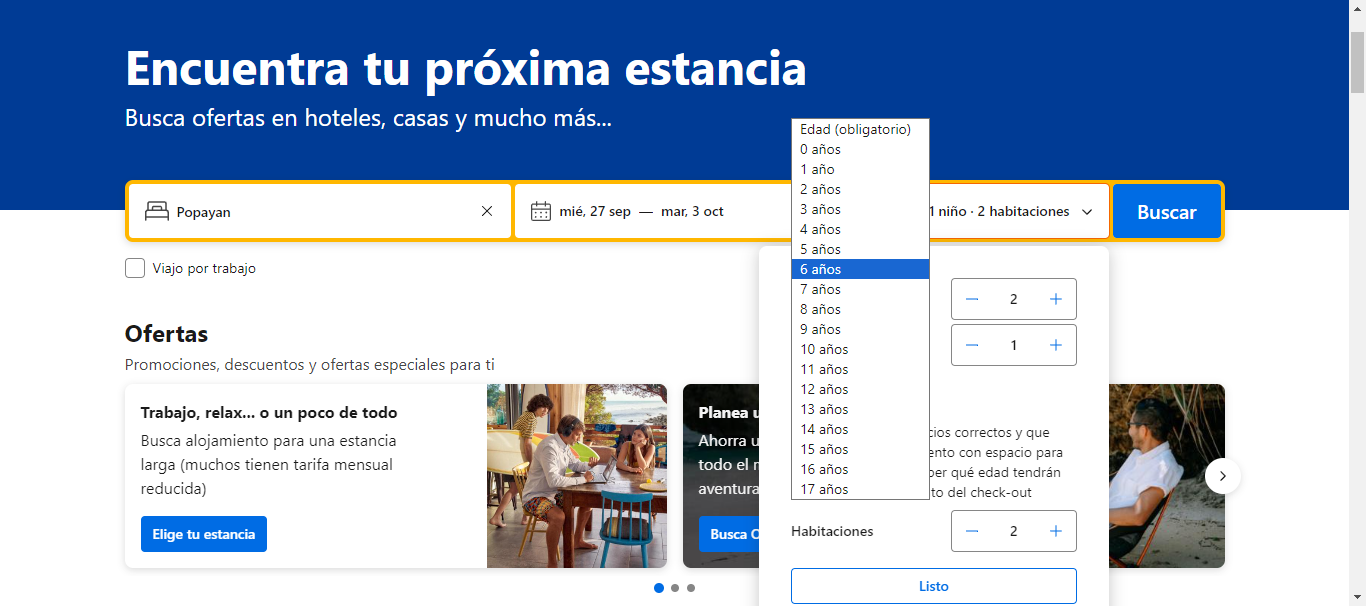 Encuentra tu próxima estancia
Busca ofertas en hoteles, casas y mucho más...
Popayan
mié, 27 sep — mar, 3 oct
1 niño · 2 habitaciones
Buscar
Viajo por trabajo
Edad (obligatorio)
0 años
1 año
2 años
3 años
4 años
5 años
6 años
7 años
8 años
9 años
10 años
11 años
12 años
13 años
14 años
15 años
16 años
17 años
2
1
correctos y que
con espacio para
qué edad tendrán
del check-out
Habitaciones
2
Listo
Ofertas
Promociones, descuentos y ofertas especiales para ti
Trabajo, relax... o un poco de todo
Busca alojamiento para una estancia
larga (muchos tienen tarifa mensual
reducida)
Elige tu estancia
Planea
Ahorra
todo el
Busca